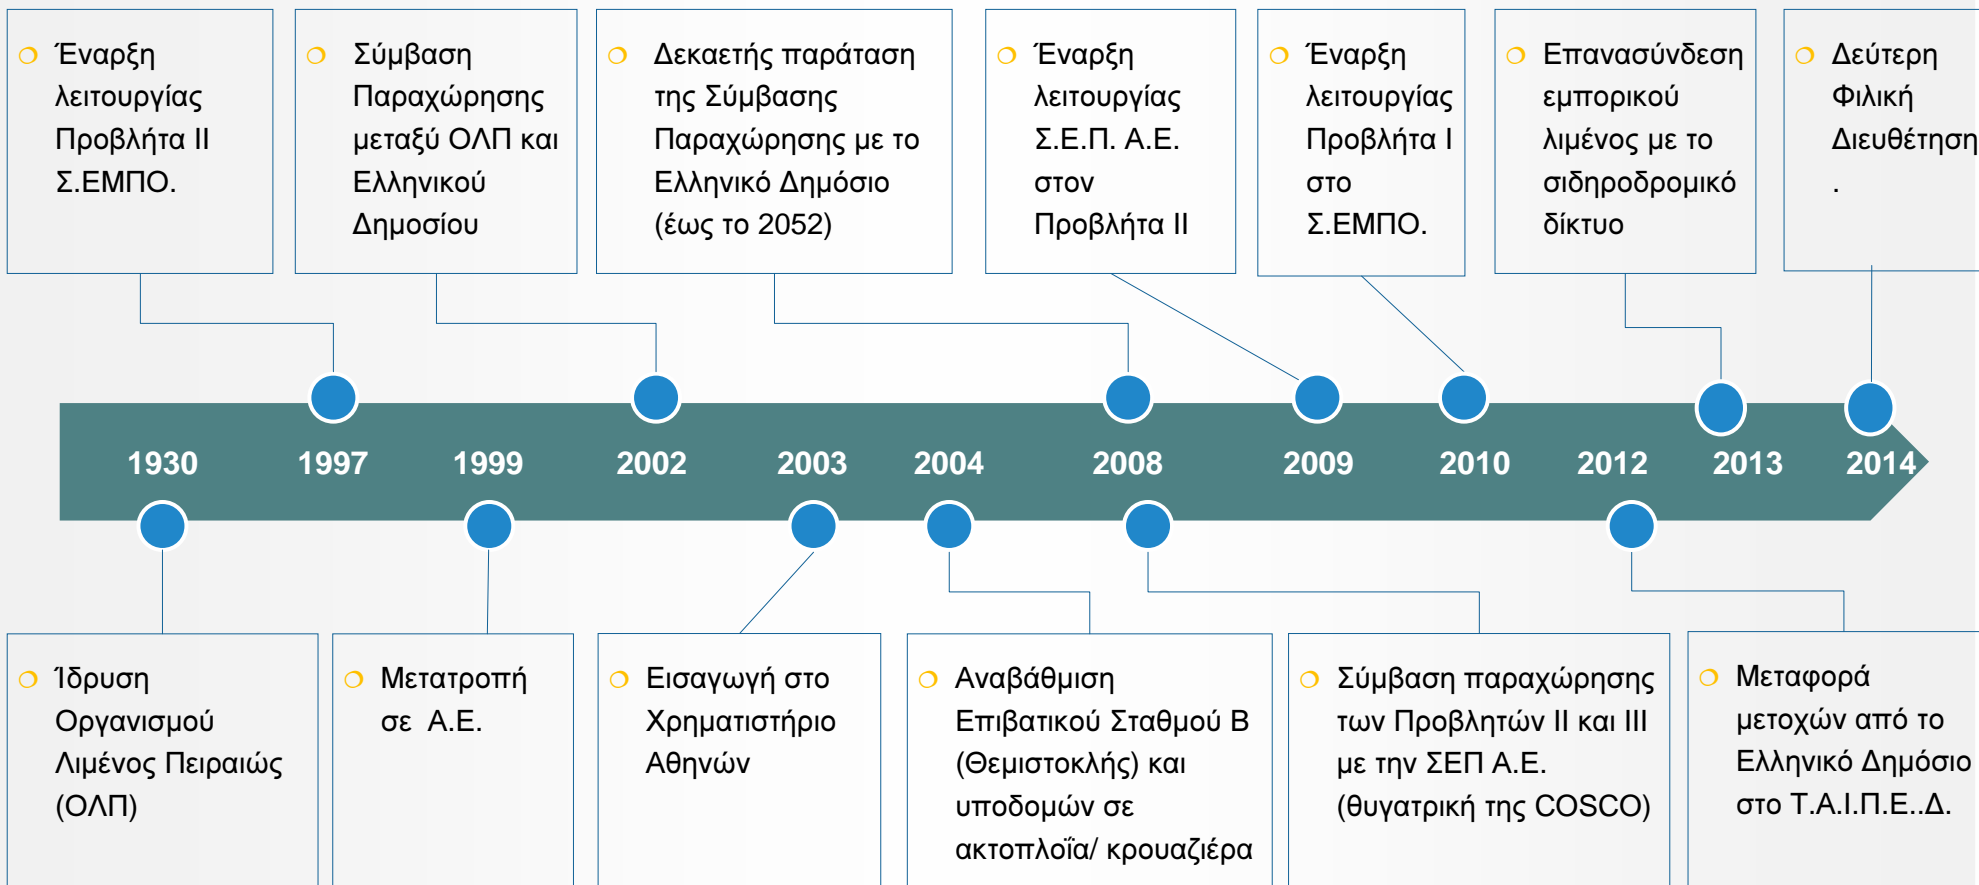 Έναρξη
λειτουργίας
Προβλήτα ΙΙ
Σ.ΕΜΠΟ.
Σύμβαση
Παραχώρησης
μεταξύ ΟΛΠ και
Ελληνικού
Δημοσίου
Δεκαετής παράταση
της Σύμβασης
Παραχώρησης με το
Ελληνικό Δημόσιο
(έως το 2052)
Έναρξη
λειτουργίας
Σ.Ε.Π. Α.Ε.
στον
Προβλήτα ΙΙ
Έναρξη
λειτουργίας
Προβλήτα Ι
στο
Σ.ΕΜΠΟ.
Επανασύνδεση
εμπορικού
λιμένος με το
σιδηροδρομικό
δίκτυο
Δεύτερη
Φιλική
Διευθέτηση
.
1930 1997 1999 2002 2003 2004 2008 2009 2010 2012 2013 2014
Ίδρυση
Οργανισμού
Λιμένος Πειραιώς
(ΟΛΠ)
Μετατροπή
σε Α.Ε.
Εισαγωγή στο
Χρηματιστήριο
Αθηνών
Αναβάθμιση
Επιβατικού Σταθμού Β
(Θεμιστοκλής) και
υποδομών σε
ακτοπλοΐα/ κρουαζιέρα
Σύμβαση παραχώρησης
των Προβλητών ΙΙ και ΙΙΙ
με την ΣΕΠ Α.Ε.
(θυγατρική της COSCO)
Μεταφορά
μετοχών από το
Ελληνικό Δημόσιο
στο Τ.Α.Ι.Π.Ε..Δ.